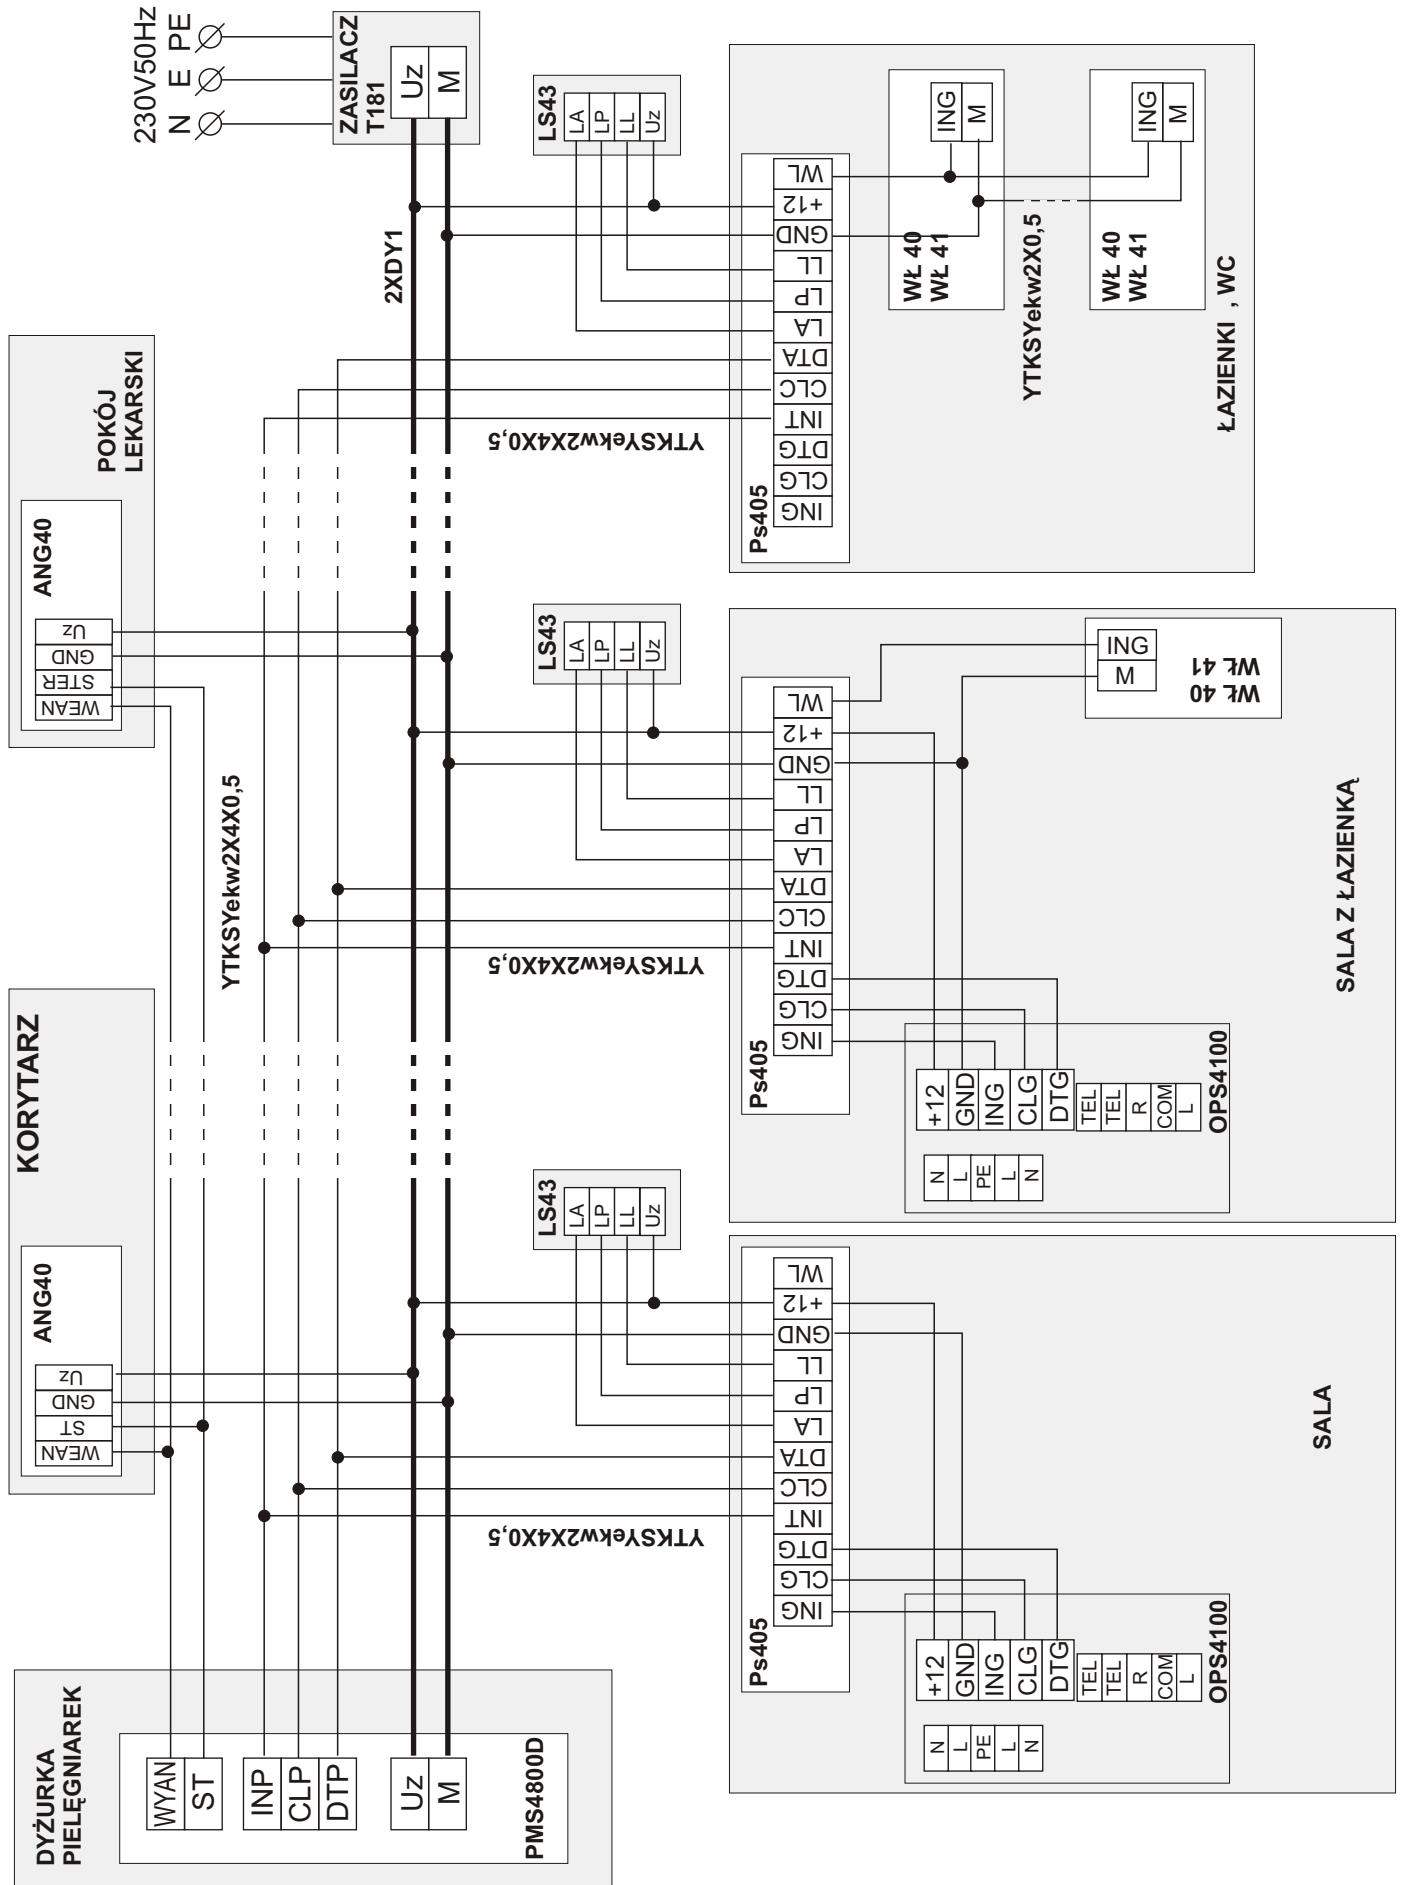 230V50Hz
N
E
PE
ZASILACZ
T181
Uz
M
2XDY1
POKÓJ
LEKARSKI
ANG40
Uz
GND
STER
WEAN
YTKSYekw2X4X0,5
KORYTARZ
ANG40
Uz
GND
ST
WEAN
DYŻURKA
PIELĘGNIAREK
WYAN
ST
INP
CLP
DTP
Uz
M
PMS4800D
LS43
LA
LP
LL
Uz
YTKSYekw2X4X0,5
Ps405
WL
+12
GND
LL
LP
LA
DTA
CLC
INT
DTG
CLG
ING
ING
M
WŁ 40
WŁ 41
YTKSYekw2X0,5
ING
M
WŁ 40
WŁ 41
ŁAZIENKI , WC
LS43
LA
LP
LL
Uz
YTKSYekw2X4X0,5
Ps405
WL
+12
GND
LL
LP
LA
DTA
CLC
INT
DTG
CLG
ING
ING
M
WŁ 40
WŁ 41
+12
GND
ING
CLG
DTG
TEL
TEL
R
COM
L
N
L
PE
L
N
OPS4100
SALA Z ŁAZIENKĄ
LS43
LA
LP
LL
Uz
YTKSYekw2X4X0,5
Ps405
WL
+12
GND
LL
LP
LA
DTA
CLC
INT
DTG
CLG
ING
+12
GND
ING
CLG
DTG
TEL
TEL
R
COM
L
N
L
PE
L
N
OPS4100
SALA